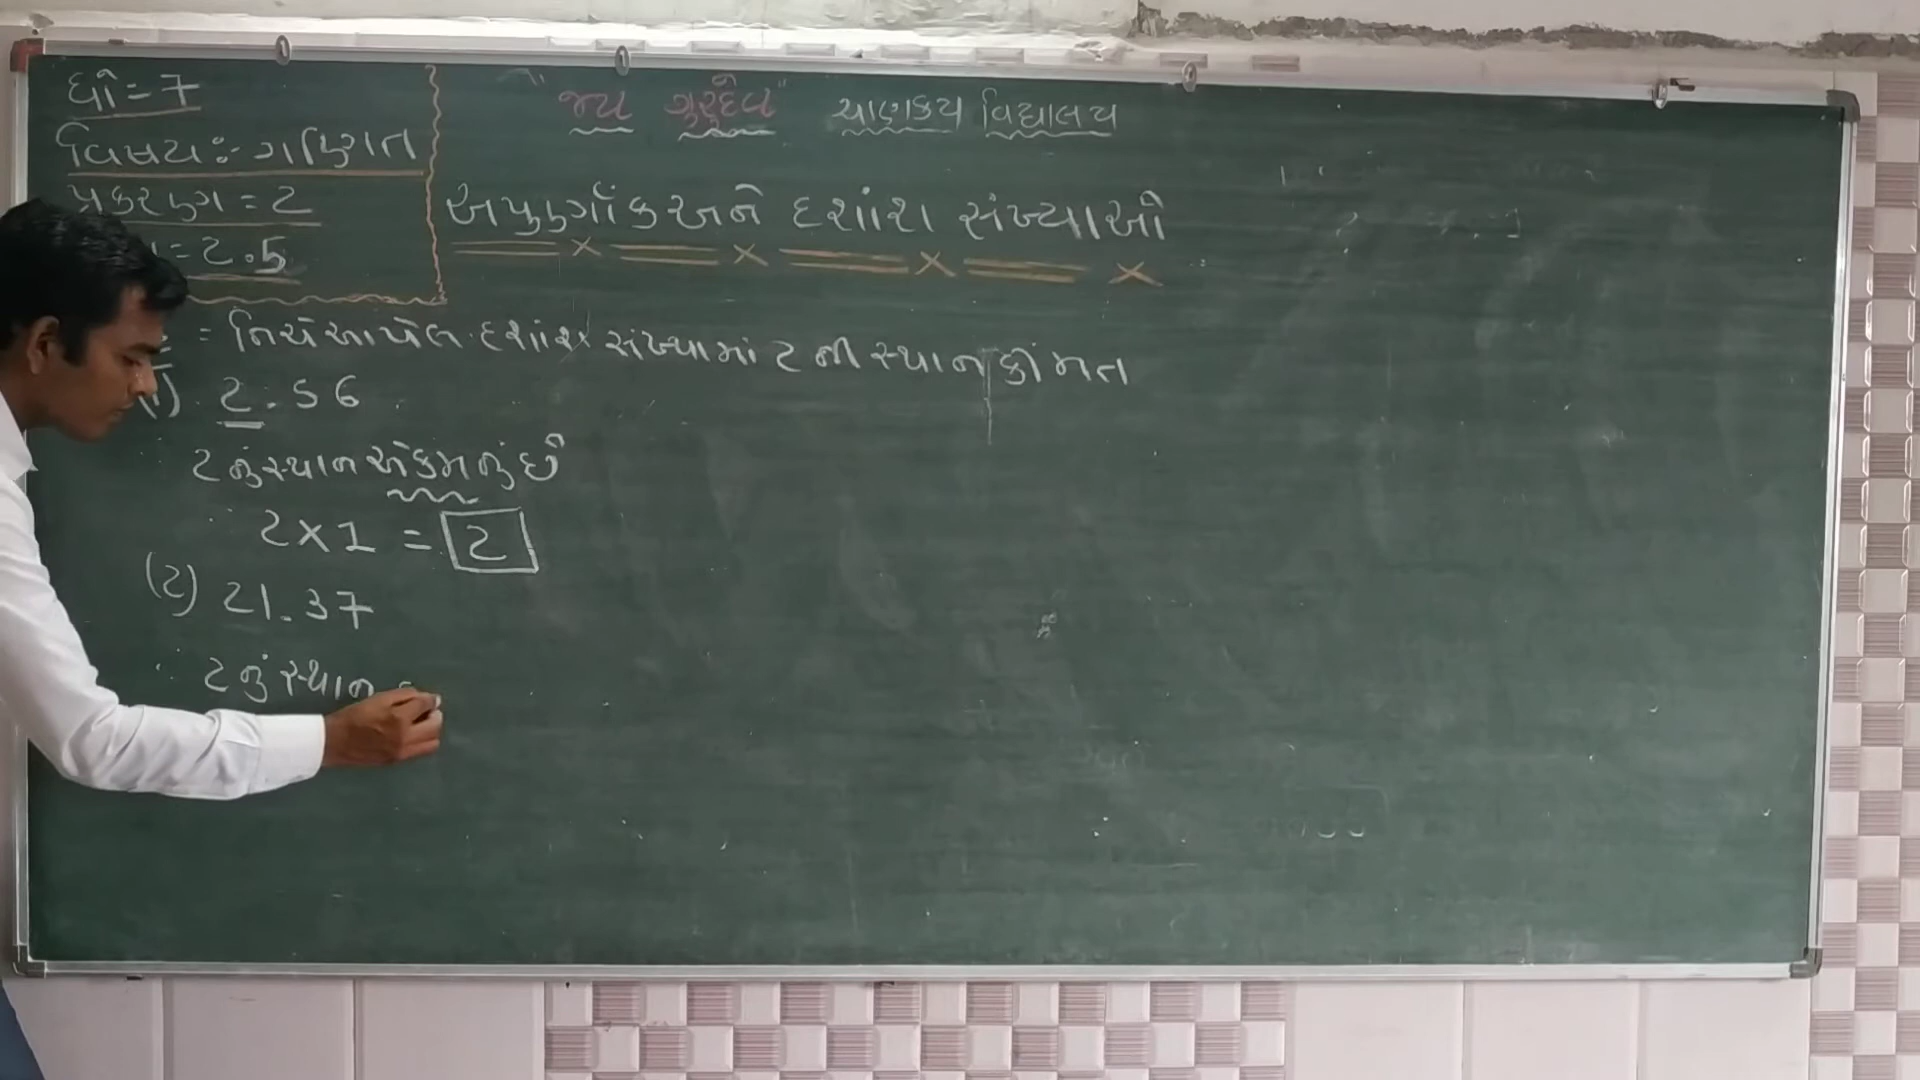 ધો = 7
વિષય :- ગણિત
પ્રકરણ = 2
= 2.5
"જય ગુરુદેવ" ચાણક્ય વિદ્યાલય
અપુર્ણાંક અને દશાંશ સંખ્યાઓ
= નિચે આપેલ દશાંશ સંખ્યામાં 2 ની સ્થાન કીંમત
(1) 2.56
2 નું સ્થાન એકમનું છે
∴ 2×1 = 2
(2) 21.37
∴ 2 નું સ્થાન